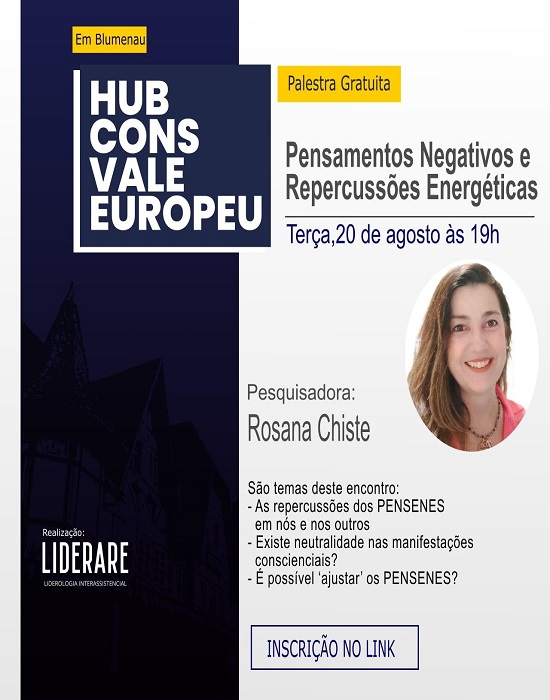 Em Blumenau
HUB
CONS
VALE
EUROPEU
Palestra Gratuita
Pensamentos Negativos e
Repercussões Energéticas
Terça,20 de agosto às 19h
Pesquisadora:
Rosana Chiste
São temas deste encontro:
- As repercussões dos PENSENES
em nós e nos outros
- Existe neutralidade nas manifestações
conscienciais?
- É possível ‘ajustar’ os PENSENES?
Realização:
LIDERARE
LIDEROLOGIA INTERASSISTENCIAL
INSCRIÇÃO NO LINK